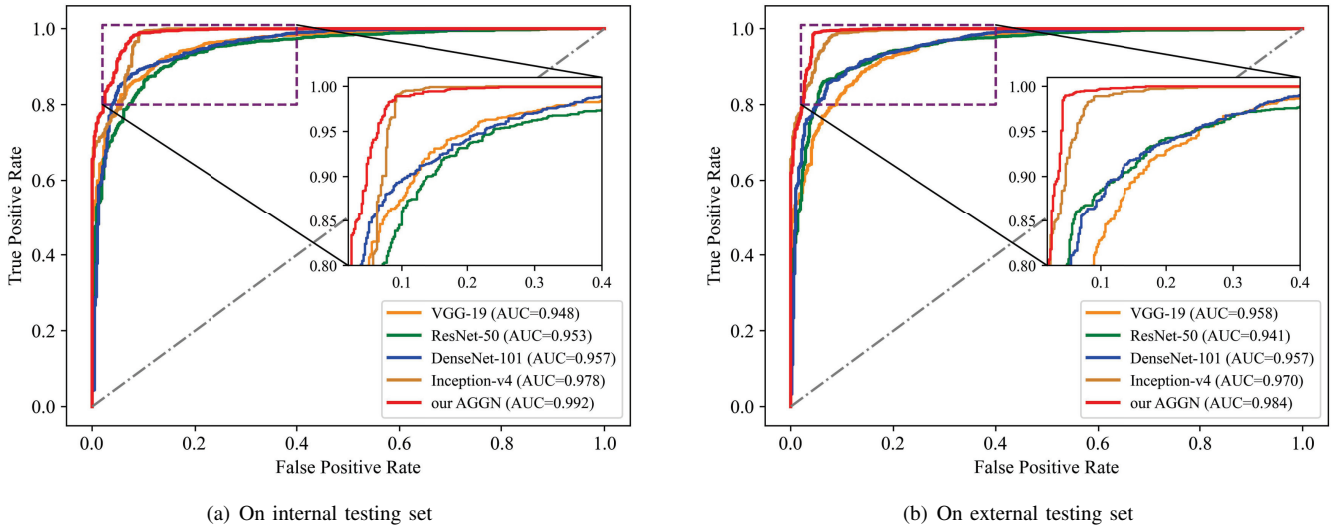 True Positive Rate
1.0
0.8
0.6
0.4
0.2
0.0
1.00
0.95
0.90
0.85
0.80
0.1 0.2 0.3 0.4
VGG-19 (AUC=0.948)
ResNet-50 (AUC=0.953)
DenseNet-101 (AUC=0.957)
Inception-v4 (AUC=0.978)
our AGGN (AUC=0.992)
0.0 0.2 0.4 0.6 0.8 1.0
False Positive Rate
(a) On internal testing set
True Positive Rate
1.0
0.8
0.6
0.4
0.2
0.0
1.00
0.95
0.90
0.85
0.80
0.1 0.2 0.3 0.4
VGG-19 (AUC=0.958)
ResNet-50 (AUC=0.941)
DenseNet-101 (AUC=0.957)
Inception-v4 (AUC=0.970)
our AGGN (AUC=0.984)
0.0 0.2 0.4 0.6 0.8 1.0
False Positive Rate
(b) On external testing set